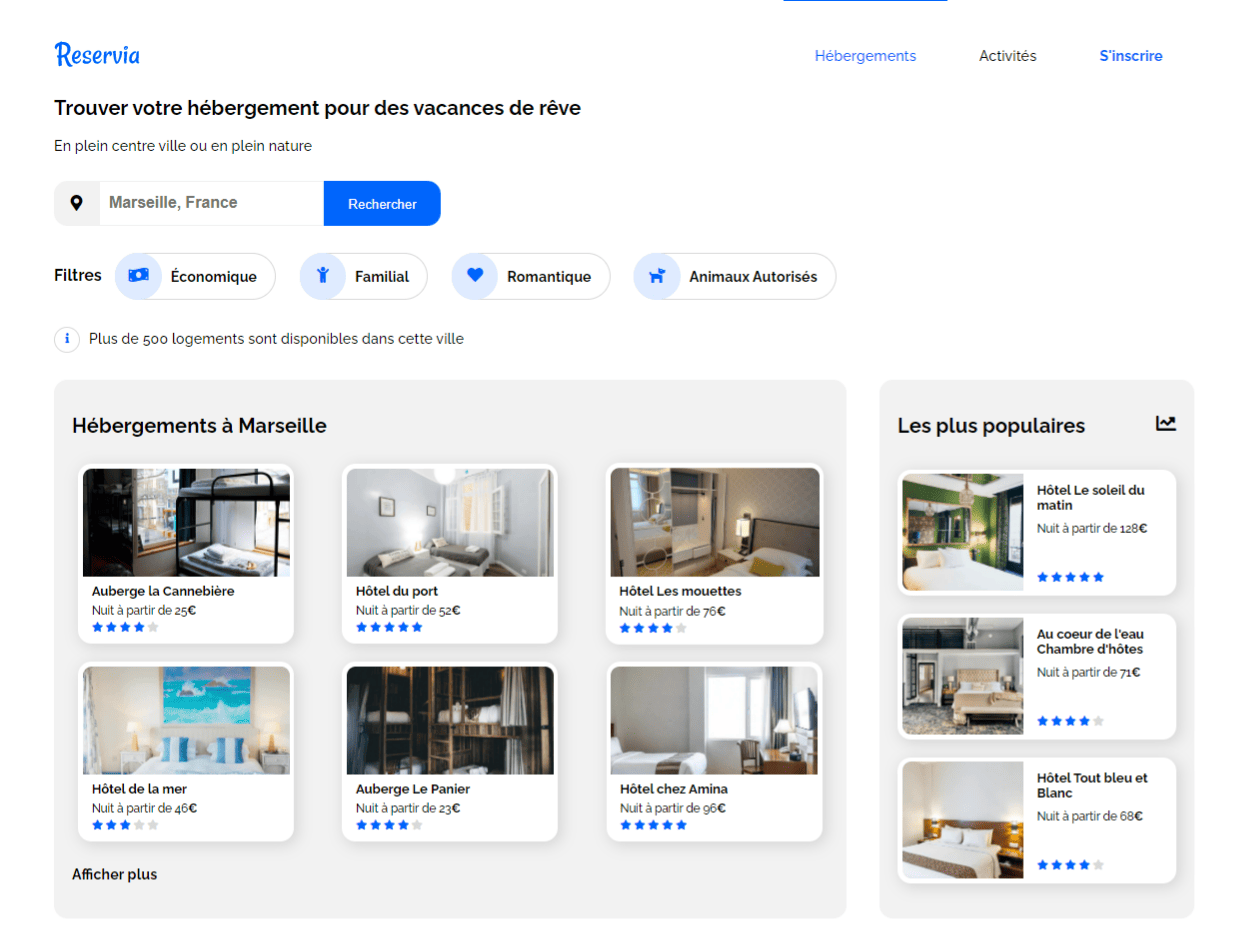 Reservia
Hébergements
Activités
S'inscrire
Trouver votre hébergement pour des vacances de rêve
En plein centre ville ou en plein nature
Marseille, France
Rechercher
Filtres
Économique
Familial
Romantique
Animaux Autorisés
i
Plus de 500 logements sont disponibles dans cette ville
Hébergements à Marseille
Auberge la Cannebière
Nuit à partir de 25€
Hôtel du port
Nuit à partir de 52€
Hôtel Les mouettes
Nuit à partir de 76€
Hôtel de la mer
Nuit à partir de 46€
Auberge Le Panier
Nuit à partir de 23€
Hôtel chez Amina
Nuit à partir de 96€
Afficher plus
Les plus populaires
Hôtel Le soleil du
matin
Nuit à partir de 128€
Au coeur de l'eau
Chambre d'hôtes
Nuit à partir de 71€
Hôtel Tout bleu et
Blanc
Nuit à partir de 68€